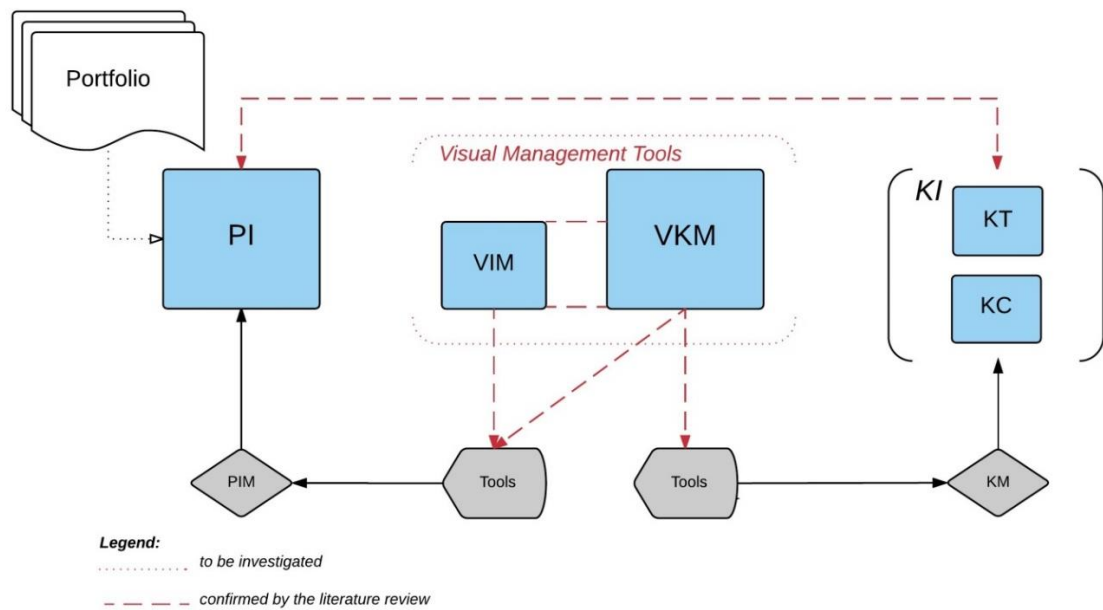 Portfolio
Visual Management Tools
KI
KT
PI
VIM
VKM
KC
PIM
Tools
Tools
KM
Legend:
to be investigated
confirmed by the literature review